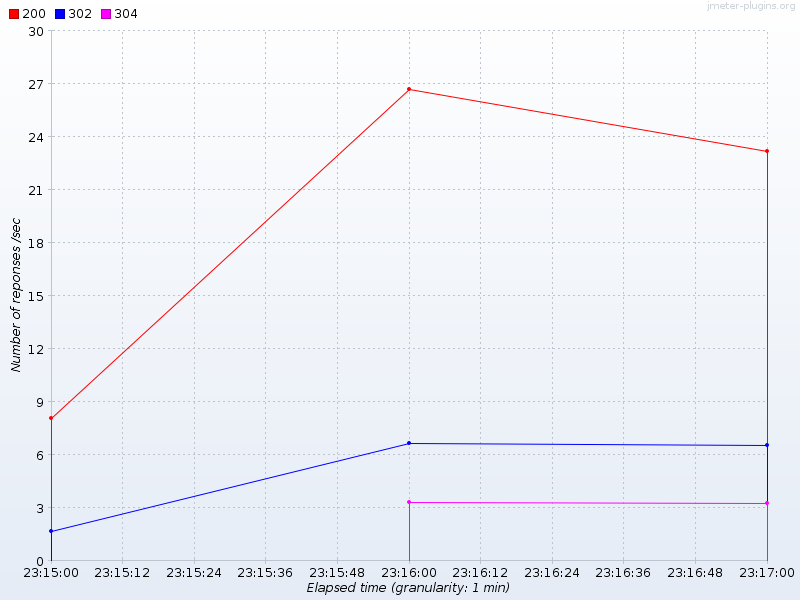 200 302 304
jmeter-plugins.org
30
27
24
21
18
15
12
9
6
3
0
Number of reponses /sec
23:15:00 23:15:12 23:15:24 23:15:36 23:15:48 23:16:00 23:16:12 23:16:24 23:16:36 23:16:48 23:17:00
Elapsed time (granularity: 1 min)